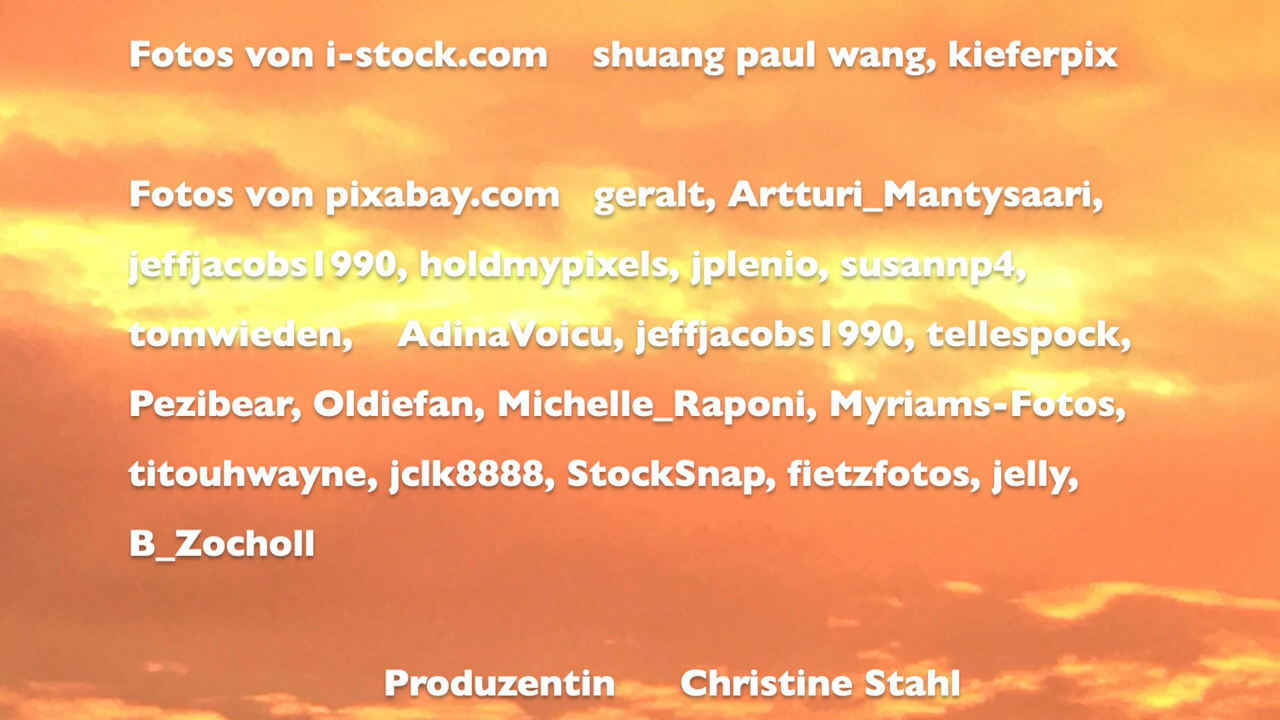 Fotos von i-stock.com shuang paul wang, kieferpix
Fotos von pixabay.com geralt, Artturi_Mantysaari,
jeffjacobs1990, holdmypixels, jplenio, susannp4,
tomwieden, AdinaVoicu, jeffjacobs1990, tellespock,
Pezibear, Oldiefan, Michelle_Raponi, Myriams-Fotos,
titouhwayne, jclk8888, StockSnap, fietzfotos, jelly,
B_Zocholl
Produzentin Christine Stahl